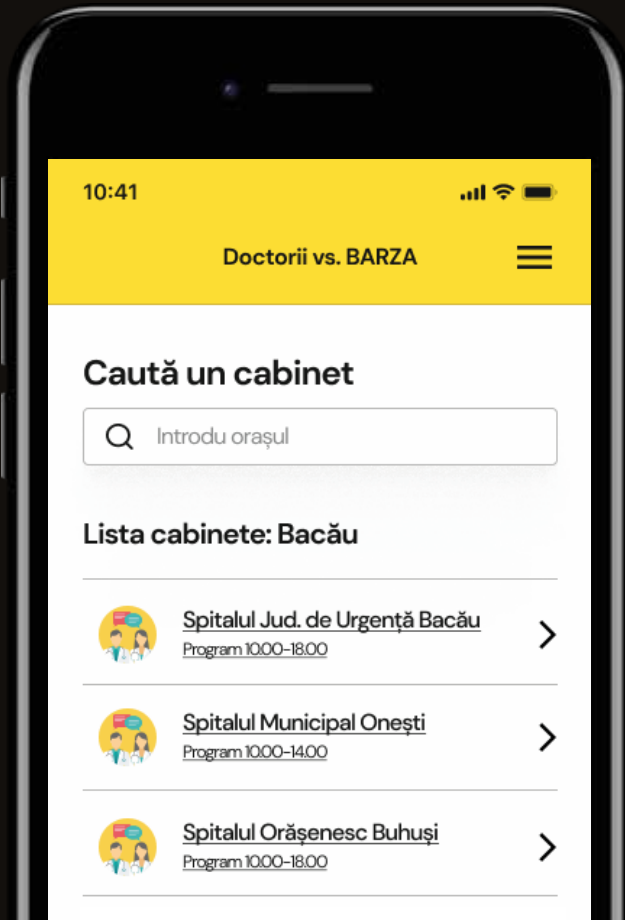 10:41
Doctorii vs. BARZA
Caută un cabinet
Introdu orașul
Lista cabinete: Bacău
Spitalul Jud. de Urgență Bacău
Program 10.00-18.00
Spitalul Municipal Onești
Program 10.00-14.00
Spitalul Orășenesc Buhuși
Program 10.00-18.00